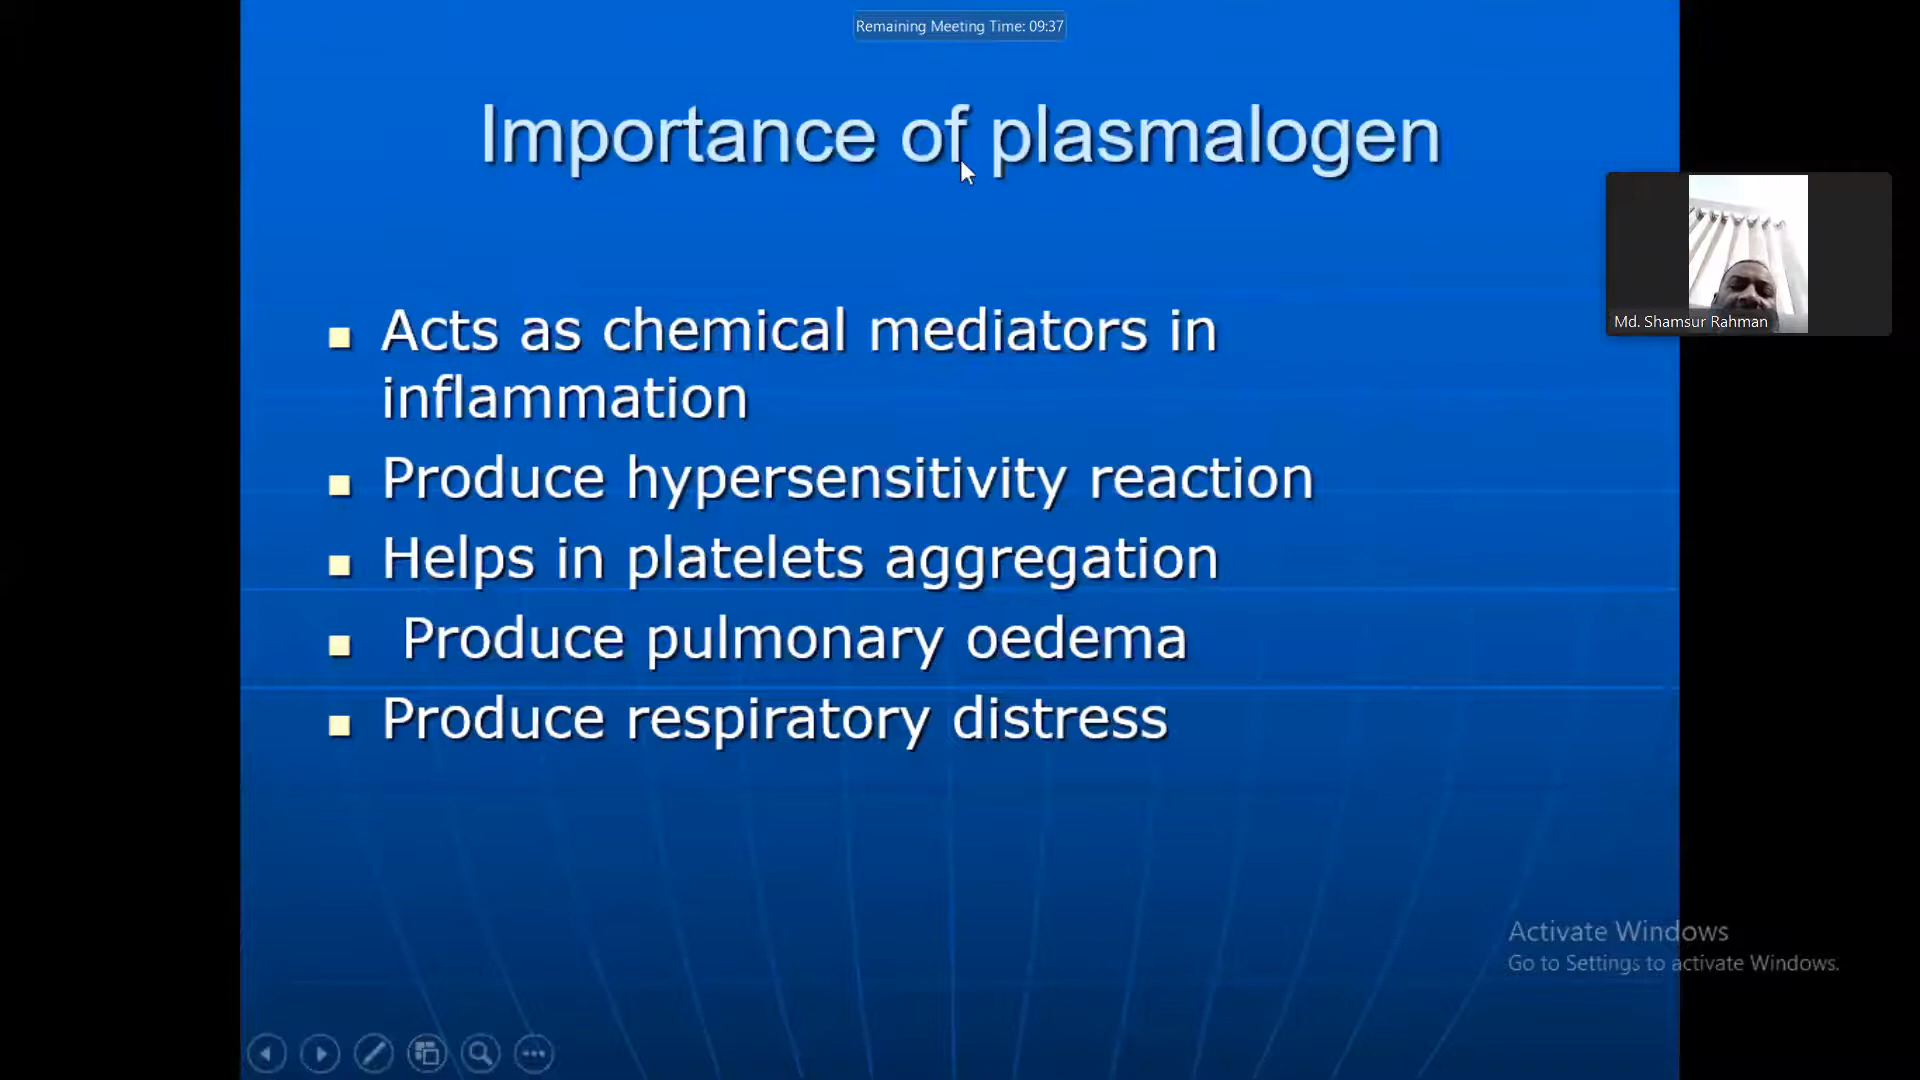 Remaining Meeting Time: 09:37
Importance of plasmalogen
Acts as chemical mediators in
inflammation
Produce hypersensitivity reaction
Helps in platelets aggregation
Produce pulmonary oedema
Produce respiratory distress
Md. Shamsur Rahman
Activate Windows
Go to Settings to activate Windows.